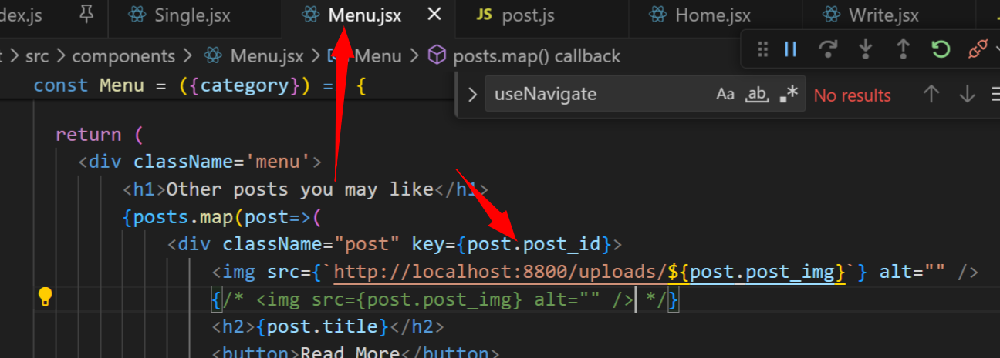 dex.js Single.jsx Menu.jsx JS post.js Home.jsx Write.jsx
src > components > Menu.jsx > Menu > posts.map() callback
const Menu = ({category}) => {
useNavigate Aa ab .* No results
return (
<div className='menu'>
<h1>Other posts you may like</h1>
{posts.map(post=>(
<div className="post" key={post.post_id}>
<img src={`http://localhost:8800/uploads/${post.post_img}`} alt="" />
{/* <img src={post.post_img} alt="" /> */}
<h2>{post.title}</h2>
<button>Read More</button>